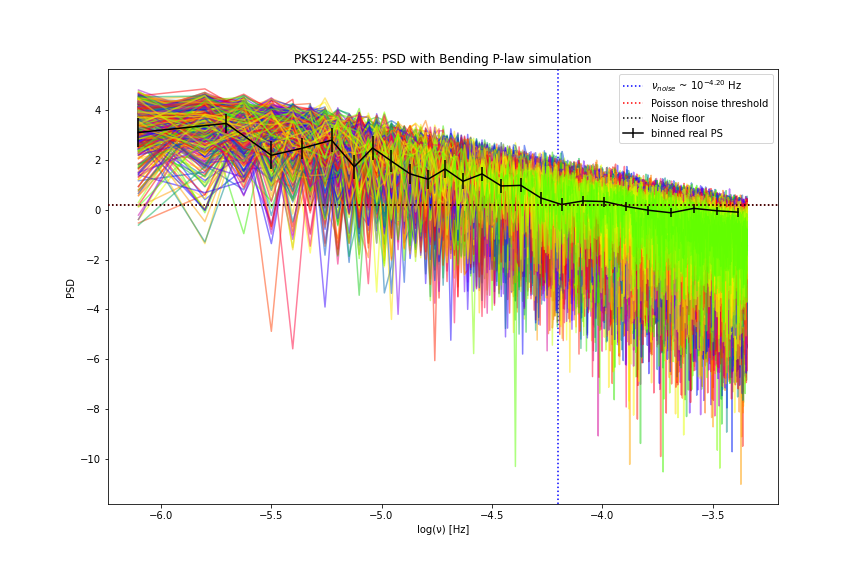 PKS1244-255: PSD with Bending P-law simulation
ν_noise ~ 10^−4.20 Hz
Poisson noise threshold
Noise floor
binned real PS
4
2
0
−2
−4
−6
−8
−10
PSD
−6.0 −5.5 −5.0 −4.5 −4.0 −3.5
log(ν) [Hz]